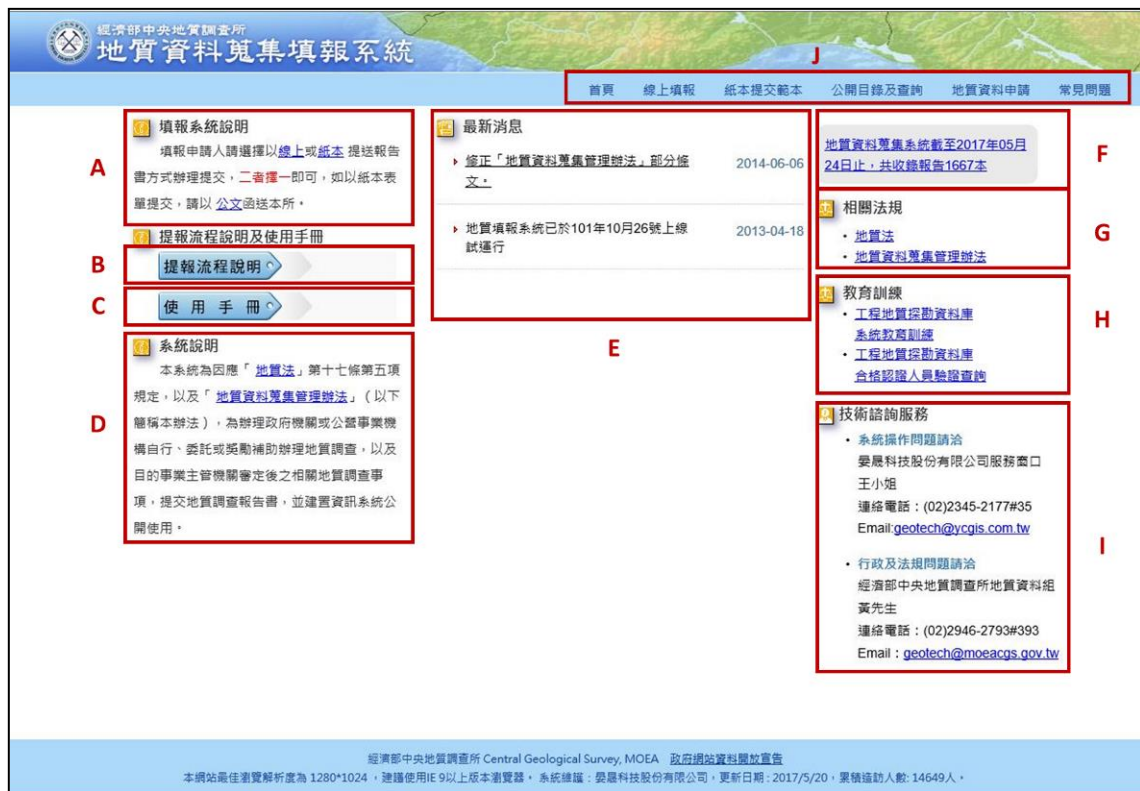 經濟部中央地質調查所
地質資料蒐集填報系統
J
首頁 線上填報 紙本提交範本 公開目錄及查詢 地質資料申請 常見問題
A
填報系統說明
填報申請人請選擇以線上或紙本 提送報告
書方式辦理提交，二者擇一即可，如以紙本表
單提交，請以 公文函送本所。
提報流程說明及使用手冊
B
提報流程說明
C
使 用 手 冊
D
系統說明
本系統為因應「 地質法」第十七條第五項
規定，以及「 地質資料蒐集管理辦法」（以下
簡稱本辦法），為辦理政府機關或公營事業機
構自行、委託或獎勵補助辦理地質調查，以及
目的事業主管機關審定後之相關地質調查事
項，提交地質調查報告書，並建置資訊系統公
開使用。
最新消息
修正「地質資料蒐集管理辦法」部分條 2014-06-06
文。
地質填報系統已於101年10月26號上線 2013-04-18
試運行
E
地質資料蒐集系統截至2017年05月
24日止，共收錄報告1667本
F
相關法規
地質法
地質資料蒐集管理辦法
G
教育訓練
工程地質探勘資料庫
系統教育訓練
工程地質探勘資料庫
合格認證人員驗證查詢
H
技術諮詢服務
系統操作問題請洽
晏晟科技股份有限公司服務窗口
王小姐
連絡電話：(02)2345-2177#35
Email:geotech@ycgis.com.tw
行政及法規問題請洽
經濟部中央地質調查所地質資料組
黃先生
連絡電話：(02)2946-2793#393
Email：geotech@moeacgs.gov.tw
I
經濟部中央地質調查所 Central Geological Survey, MOEA 政府網站資料開放宣告
本網站最佳瀏覽解析度為 1280*1024 ，建議使用IE 9以上版本瀏覽器。 系統維護：晏晟科技股份有限公司，更新日期 : 2017/5/20，累積造訪人數: 14649人。